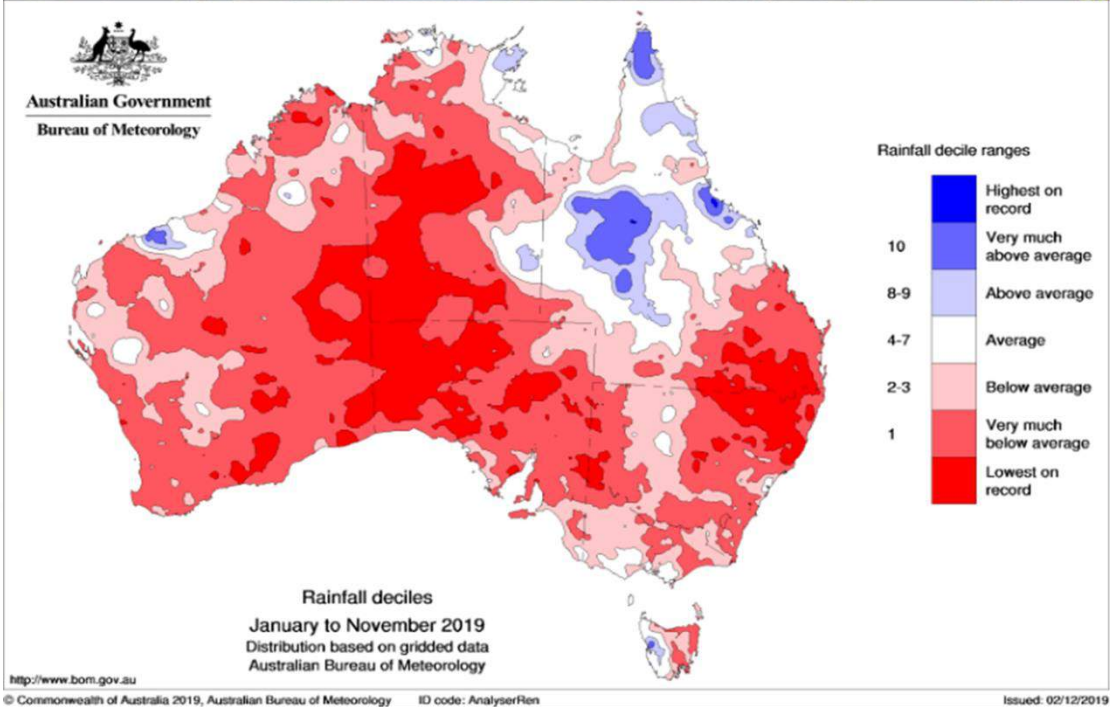 Australian Government
Bureau of Meteorology
Rainfall decile ranges
Highest on
record
10
Very much
above average
8-9
Above average
4-7
Average
2-3
Below average
1
Very much
below average
Lowest on
record
Rainfall deciles
January to November 2019
Distribution based on gridded data
Australian Bureau of Meteorology
http://www.bom.gov.au
© Commonwealth of Australia 2019, Australian Bureau of Meteorology ID code: AnalyserRen Issued: 02/12/2019